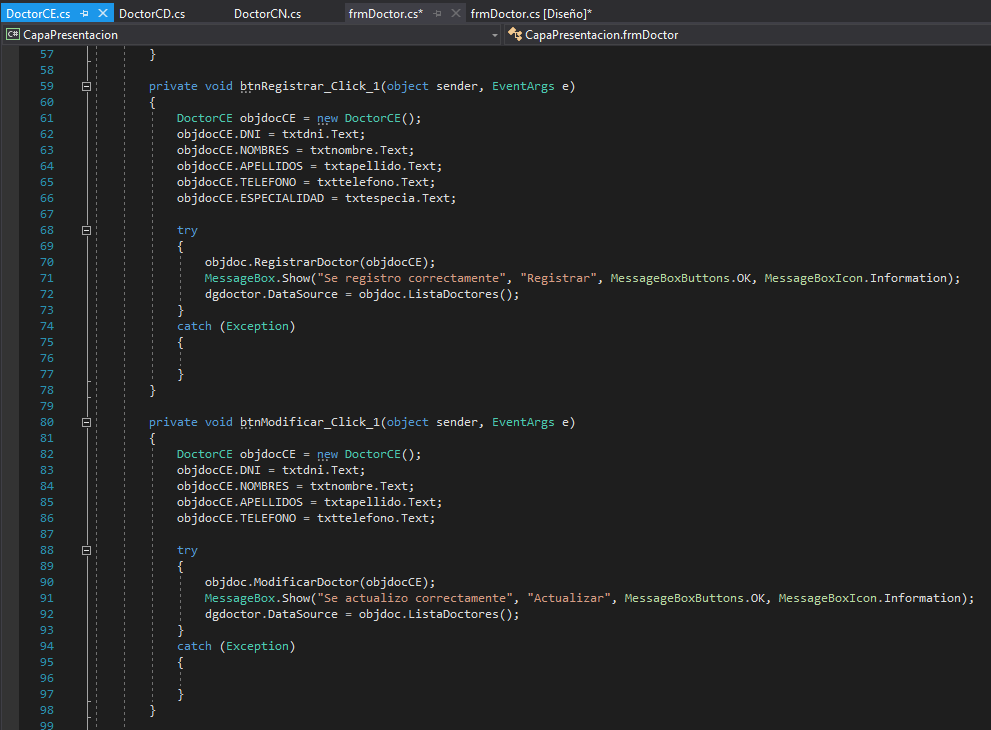 DoctorCE.cs DoctorCD.cs DoctorCN.cs frmDoctor.cs* frmDoctor.cs [Diseño]*
C# CapaPresentacion CapaPresentacion.frmDoctor
57 }
58
59 private void btnRegistrar_Click_1(object sender, EventArgs e)
60 {
61 DoctorCE objdocCE = new DoctorCE();
62 objdocCE.DNI = txtdni.Text;
63 objdocCE.NOMBRES = txtnombre.Text;
64 objdocCE.APELLIDOS = txtapellido.Text;
65 objdocCE.TELEFONO = txttelefono.Text;
66 objdocCE.ESPECIALIDAD = txtespecia.Text;
67
68 try
69 {
70 objdoc.RegistrarDoctor(objdocCE);
71 MessageBox.Show("Se registro correctamente", "Registrar", MessageBoxButtons.OK, MessageBoxIcon.Information);
72 dgdoctor.DataSource = objdoc.ListaDoctores();
73 }
74 catch (Exception)
75 {
76
77 }
78 }
79
80 private void btnModificar_Click_1(object sender, EventArgs e)
81 {
82 DoctorCE objdocCE = new DoctorCE();
83 objdocCE.DNI = txtdni.Text;
84 objdocCE.NOMBRES = txtnombre.Text;
85 objdocCE.APELLIDOS = txtapellido.Text;
86 objdocCE.TELEFONO = txttelefono.Text;
87
88 try
89 {
90 objdoc.ModificarDoctor(objdocCE);
91 MessageBox.Show("Se actualizo correctamente", "Actualizar", MessageBoxButtons.OK, MessageBoxIcon.Information);
92 dgdoctor.DataSource = objdoc.ListaDoctores();
93 }
94 catch (Exception)
95 {
96
97 }
98 }
99